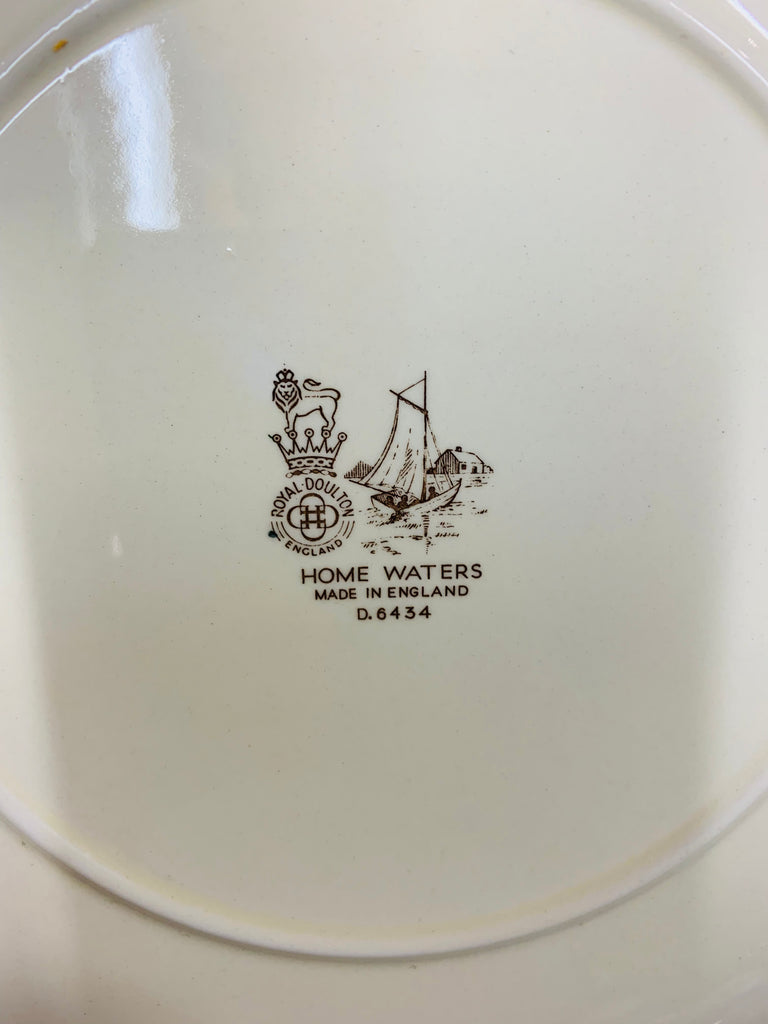 ROYAL·DOULTON
ENGLAND
HOME WATERS
MADE IN ENGLAND
D.6434